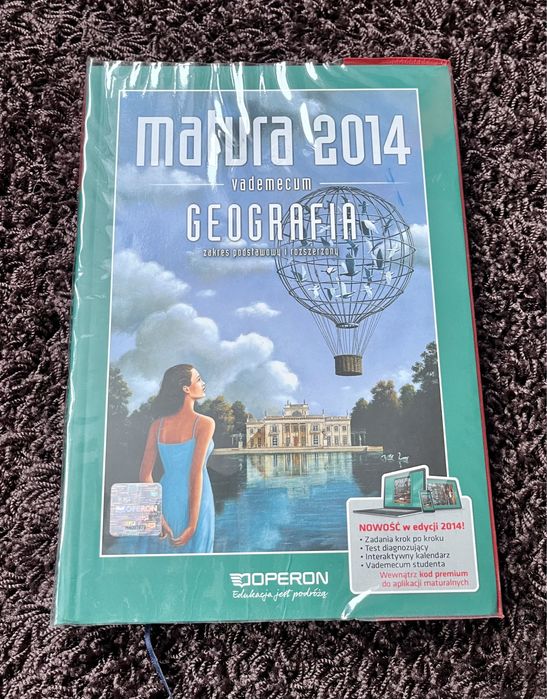 matura 2014
vademecum
GEOGRAFIA
zakres podstawowy i rozszerzony
OPERON
NOWOŚĆ w edycji 2014!
• Zadania krok po kroku
• Test diagnozujący
• Interaktywny kalendarz
• Vademecum studenta
Wewnątrz kod premium
do aplikacji maturalnych
OPERON
Edukacja jest podróżą